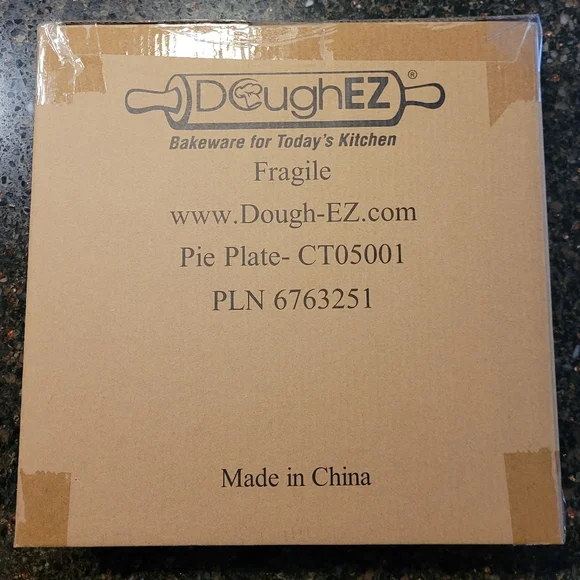 DoughEZ®
Bakeware for Today's Kitchen
Fragile
www.Dough-EZ.com
Pie Plate- CT05001
PLN 6763251
Made in China